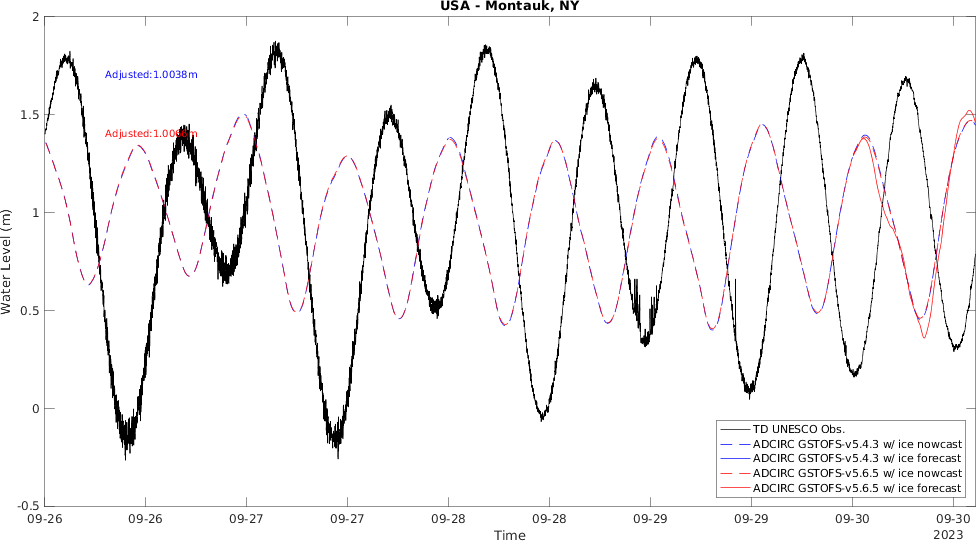 USA - Montauk, NY
2
1.5
1
0.5
0
-0.5
Water Level (m)
Adjusted:1.0038m
TD UNESCO Obs.
ADCIRC GSTOFS-v5.4.3 w/ ice nowcast
ADCIRC GSTOFS-v5.4.3 w/ ice forecast
ADCIRC GSTOFS-v5.6.5 w/ ice nowcast
ADCIRC GSTOFS-v5.6.5 w/ ice forecast
09-26 09-26 09-27 09-27 09-28 09-28 09-29 09-29 09-30 09-30
2023
Time